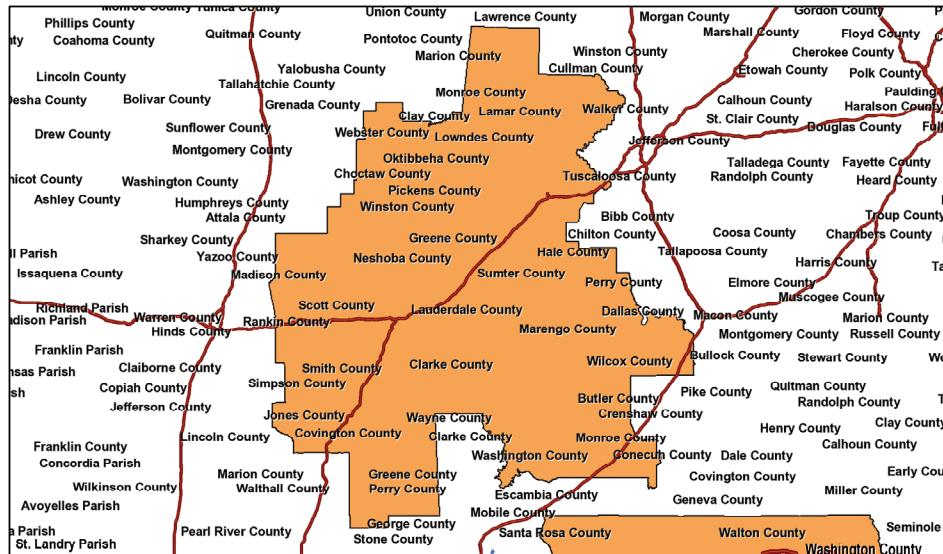 Monroe County
Tunica County
Union County
Lawrence County
Morgan County
Gordon County
Phillips County
Coahoma County
Quitman County
Pontotoc County
Marion County
Winston County
Marshall County
Floyd County
Cherokee County
Lincoln County
Tallahatchie County
Yalobusha County
Cullman County
Etowah County
Polk County
Desha County
Bolivar County
Grenada County
Monroe County
Paulding
Clay County
Lamar County
Walker County
Calhoun County
Haralson County
Drew County
Sunflower County
Webster County
Lowndes County
St. Clair County
Douglas County
Montgomery County
Jefferson County
Oktibbeha County
Talladega County
Fayette County
nicot County
Washington County
Choctaw County
Tuscaloosa County
Randolph County
Heard County
Ashley County
Humphreys County
Pickens County
Attala County
Winston County
Bibb County
Troup County
Sharkey County
Greene County
Chilton County
Coosa County
Chambers County
ll Parish
Yazoo County
Neshoba County
Hale County
Tallapoosa County
Harris County
Issaquena County
Madison County
Sumter County
Perry County
Elmore County
Muscogee County
Richland Parish
Scott County
Lauderdale County
Dallas County
Macon County
Marion County
adison Parish
Warren County
Rankin County
Hinds County
Marengo County
Montgomery County
Russell County
Franklin Parish
Claiborne County
Smith County
Clarke County
Wilcox County
Bullock County
Stewart County
We
nsas Parish
Copiah County
Simpson County
Butler County
Pike County
Quitman County
sh
Jefferson County
Jones County
Wayne County
Crenshaw County
Randolph County
Clay County
Franklin County
Lincoln County
Covington County
Clarke County
Monroe County
Henry County
Calhoun County
Concordia Parish
Washington County
Conecuh County
Dale County
Early Co
Wilkinson County
Marion County
Walthall County
Greene County
Perry County
Covington County
Miller County
Avoyelles Parish
Escambia County
Geneva County
a Parish
St. Landry Parish
Pearl River County
George County
Stone County
Mobile County
Santa Rosa County
Walton County
Seminole
Washington County